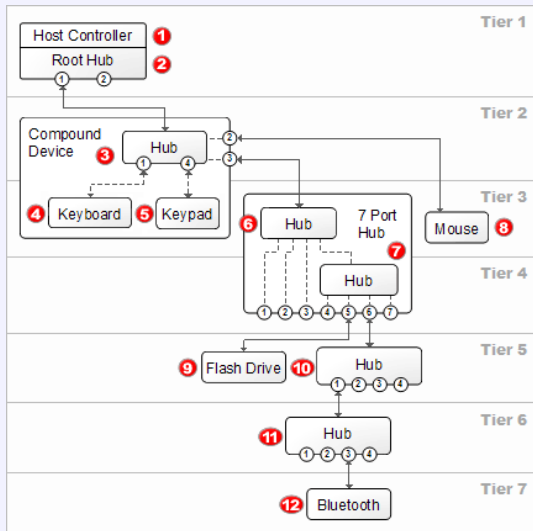 Tier 1
Host Controller 1
Root Hub 2
1 2
Tier 2
Compound
Device
3 Hub
1 4
2
3
Tier 3
4 Keyboard
5 Keypad
6 Hub
7 Port
Hub
7
Mouse 8
Tier 4
Hub
1 2 3 4 5 6 7
Tier 5
9 Flash Drive
10 Hub
1 2 3 4
Tier 6
11 Hub
1 2 3 4
Tier 7
12 Bluetooth